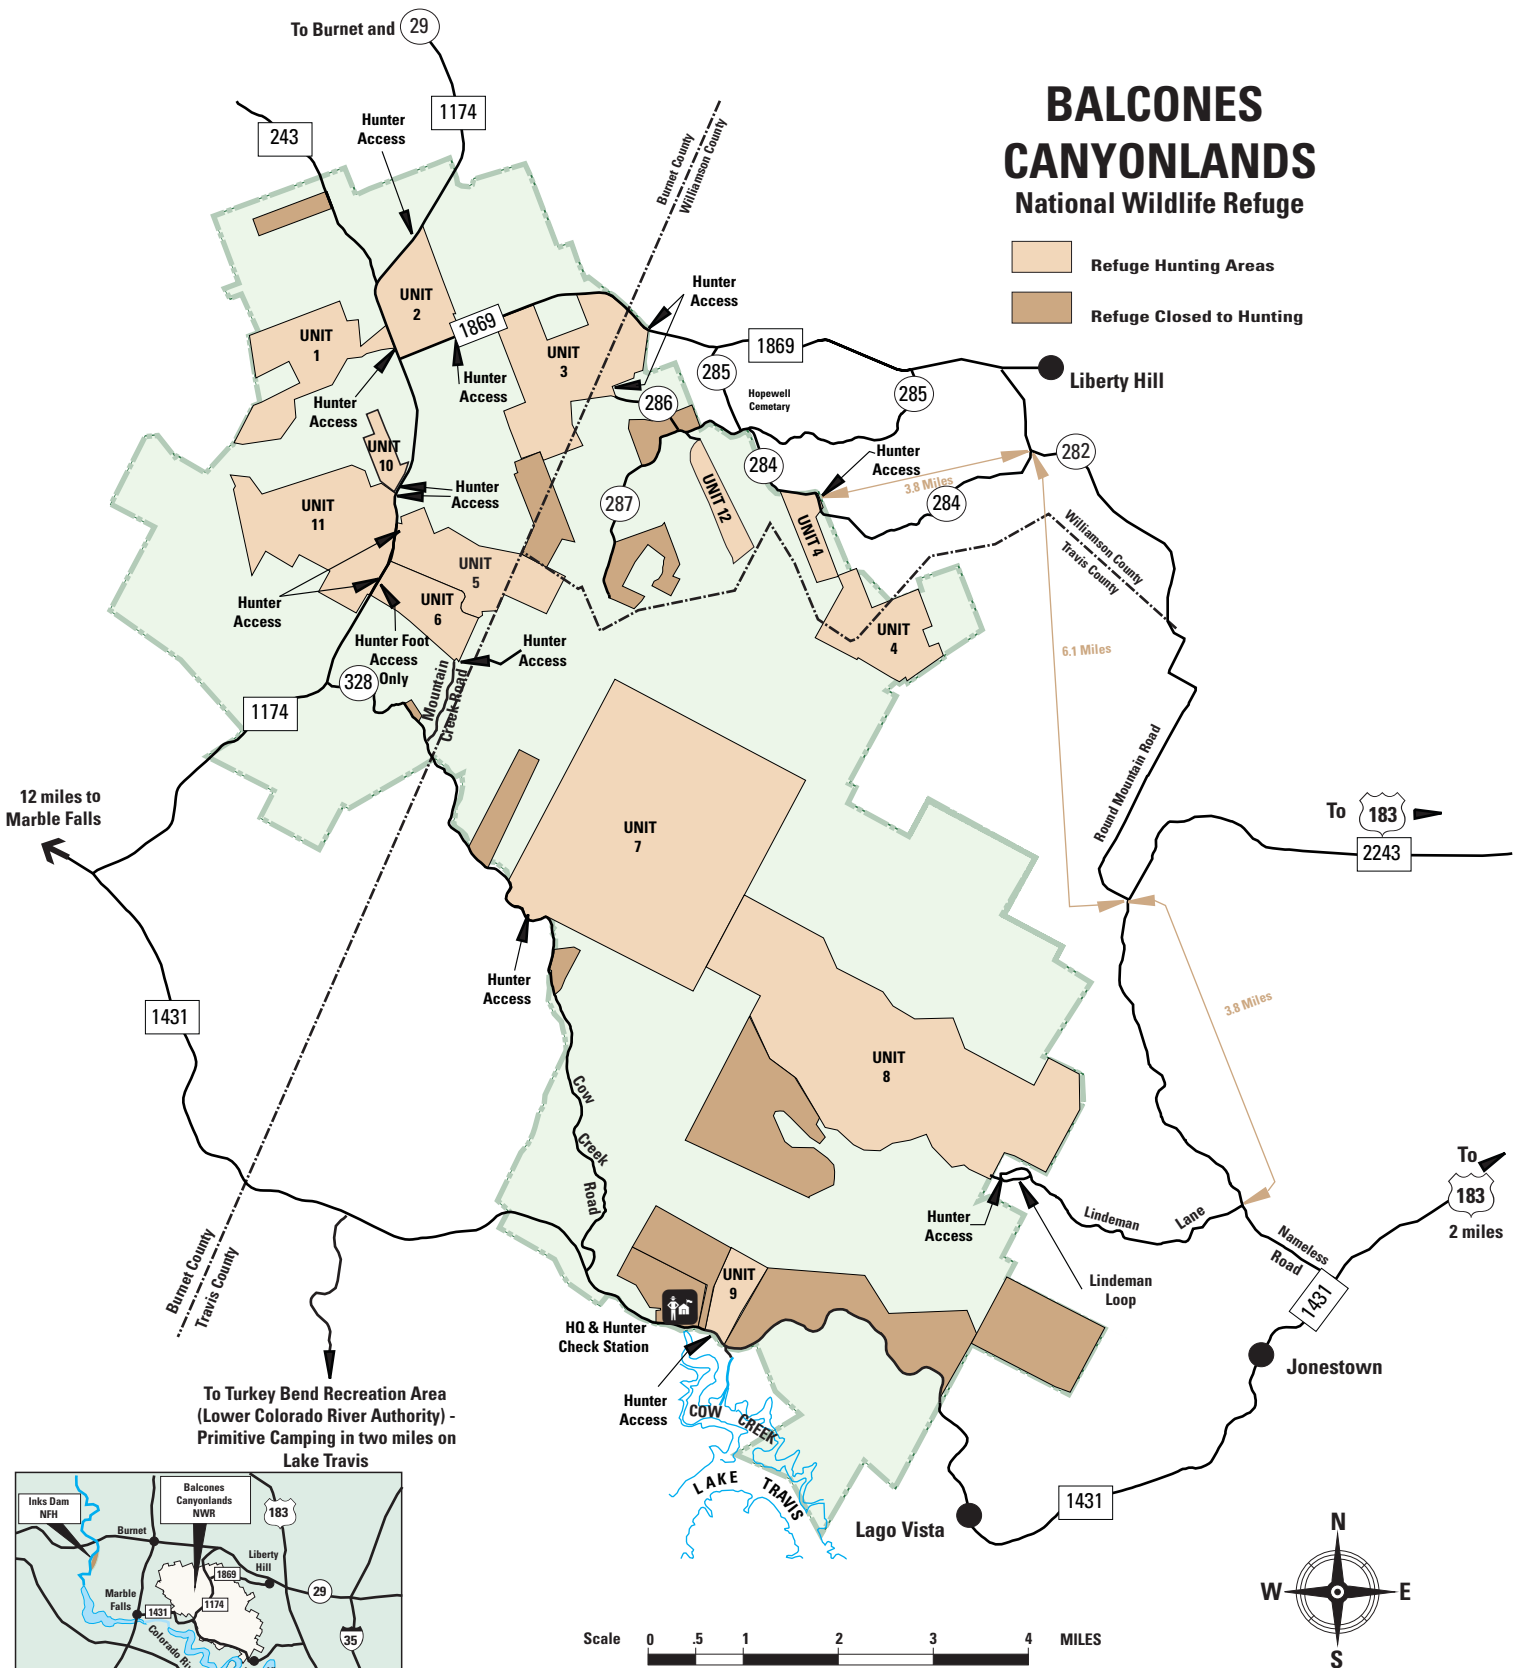 To Burnet and 29
BALCONES
CANYONLANDS
National Wildlife Refuge
Refuge Hunting Areas
Refuge Closed to Hunting
243
1174
Hunter
Access
Burnet County
Williamson County
UNIT
2
1869
UNIT
1
UNIT
3
Hunter
Access
1869
Liberty Hill
285
285
Hopewell
Cemetary
286
Hunter
Access
Hunter
Access
UNIT
10
Hunter
Access
UNIT
11
284
Hunter
Access
282
3.8 Miles
284
287
UNIT 12
UNIT 4
Williamson County
Travis County
UNIT
5
UNIT
6
Hunter
Access
Hunter Foot
Access
Only
Hunter
Access
UNIT
4
6.1 Miles
328
Mountain
Creek Road
1174
12 miles to
Marble Falls
UNIT
7
Round Mountain Road
To 183
2243
Hunter
Access
3.8 Miles
1431
UNIT
8
Cow
Creek
Road
To
183
2 miles
Hunter
Access
Lindeman
Lane
Nameless
Road
Lindeman
Loop
1431
Burnet County
Travis County
UNIT
9
HQ & Hunter
Check Station
Hunter
Access
Jonestown
To Turkey Bend Recreation Area
(Lower Colorado River Authority) -
Primitive Camping in two miles on
Lake Travis
COW CREEK
LAKE TRAVIS
Lago Vista
1431
Inks Dam
NFH
Balcones
Canyonlands
NWR
183
Burnet
Liberty
Hill
1869
29
Marble
Falls
1431
1174
35
Colorado
N
W
E
S
Scale 0 .5 1 2 3 4 MILES